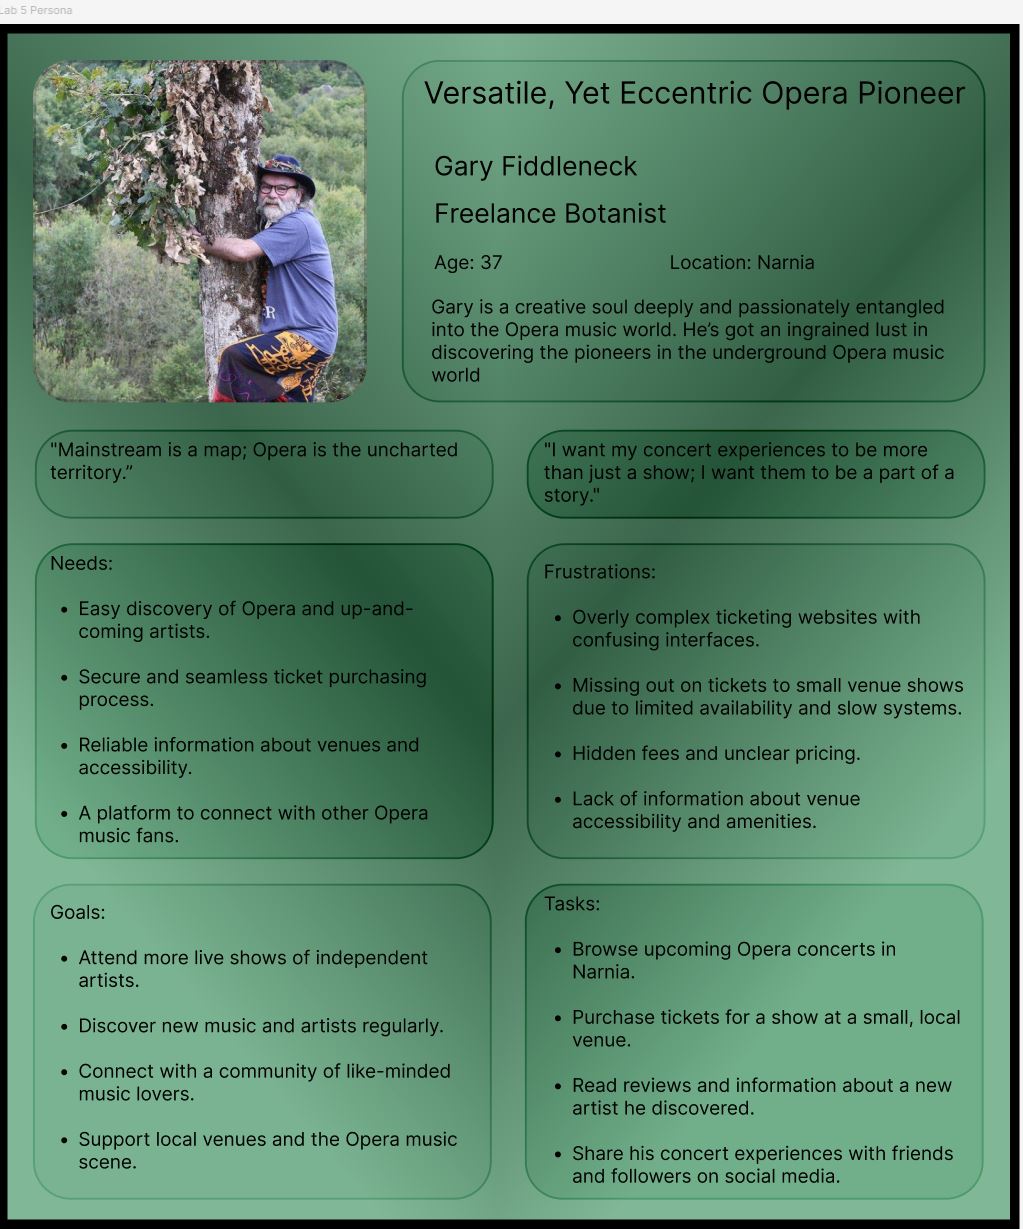 Lab 5 Persona
Versatile, Yet Eccentric Opera Pioneer
Gary Fiddleneck
Freelance Botanist
Age: 37
Location: Narnia
Gary is a creative soul deeply and passionately entangled
into the Opera music world. He’s got an ingrained lust in
discovering the pioneers in the underground Opera music
world
"Mainstream is a map; Opera is the uncharted
territory.”
"I want my concert experiences to be more
than just a show; I want them to be a part of a
story."
Needs:
• Easy discovery of Opera and up-and-
coming artists.
• Secure and seamless ticket purchasing
process.
• Reliable information about venues and
accessibility.
• A platform to connect with other Opera
music fans.
Frustrations:
• Overly complex ticketing websites with
confusing interfaces.
• Missing out on tickets to small venue shows
due to limited availability and slow systems.
• Hidden fees and unclear pricing.
• Lack of information about venue
accessibility and amenities.
Goals:
• Attend more live shows of independent
artists.
• Discover new music and artists regularly.
• Connect with a community of like-minded
music lovers.
• Support local venues and the Opera music
scene.
Tasks:
• Browse upcoming Opera concerts in
Narnia.
• Purchase tickets for a show at a small, local
venue.
• Read reviews and information about a new
artist he discovered.
• Share his concert experiences with friends
and followers on social media.